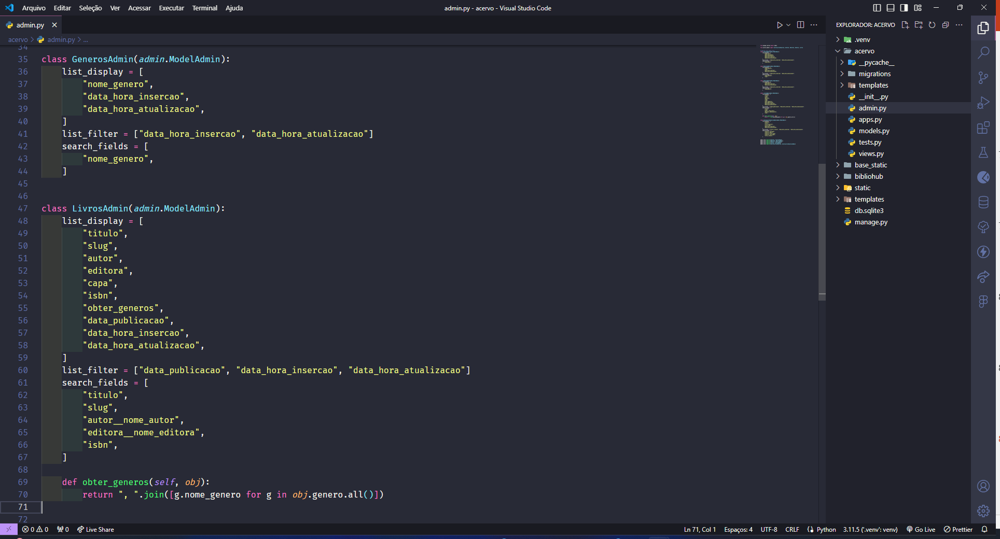 Arquivo Editar Seleção Ver Acessar Executar Terminal Ajuda
admin.py - acervo - Visual Studio Code
admin.py
EXPLORADOR: ACERVO
acervo > admin.py > ...
34
35 class GenerosAdmin(admin.ModelAdmin):
36 list_display = [
37 "nome_genero",
38 "data_hora_insercao",
39 "data_hora_atualizacao",
40 ]
41 list_filter = ["data_hora_insercao", "data_hora_atualizacao"]
42 search_fields = [
43 "nome_genero",
44 ]
45
46
47 class LivrosAdmin(admin.ModelAdmin):
48 list_display = [
49 "titulo",
50 "slug",
51 "autor",
52 "editora",
53 "capa",
54 "isbn",
55 "obter_generos",
56 "data_publicacao",
57 "data_hora_insercao",
58 "data_hora_atualizacao",
59 ]
60 list_filter = ["data_publicacao", "data_hora_insercao", "data_hora_atualizacao"]
61 search_fields = [
62 "titulo",
63 "slug",
64 "autor__nome_autor",
65 "editora__nome_editora",
66 "isbn",
67 ]
68
69 def obter_generos(self, obj):
70 return ", ".join([g.nome_genero for g in obj.genero.all()])
71
72
.venv
acervo
__pycache__
migrations
templates
__init__.py
admin.py
apps.py
models.py
tests.py
views.py
base_static
bibliohub
static
templates
db.sqlite3
manage.py
0 0 0 Live Share
Ln 71, Col 1 Espaços: 4 UTF-8 CRLF Python 3.11.5 ('.venv': venv) Go Live Prettier